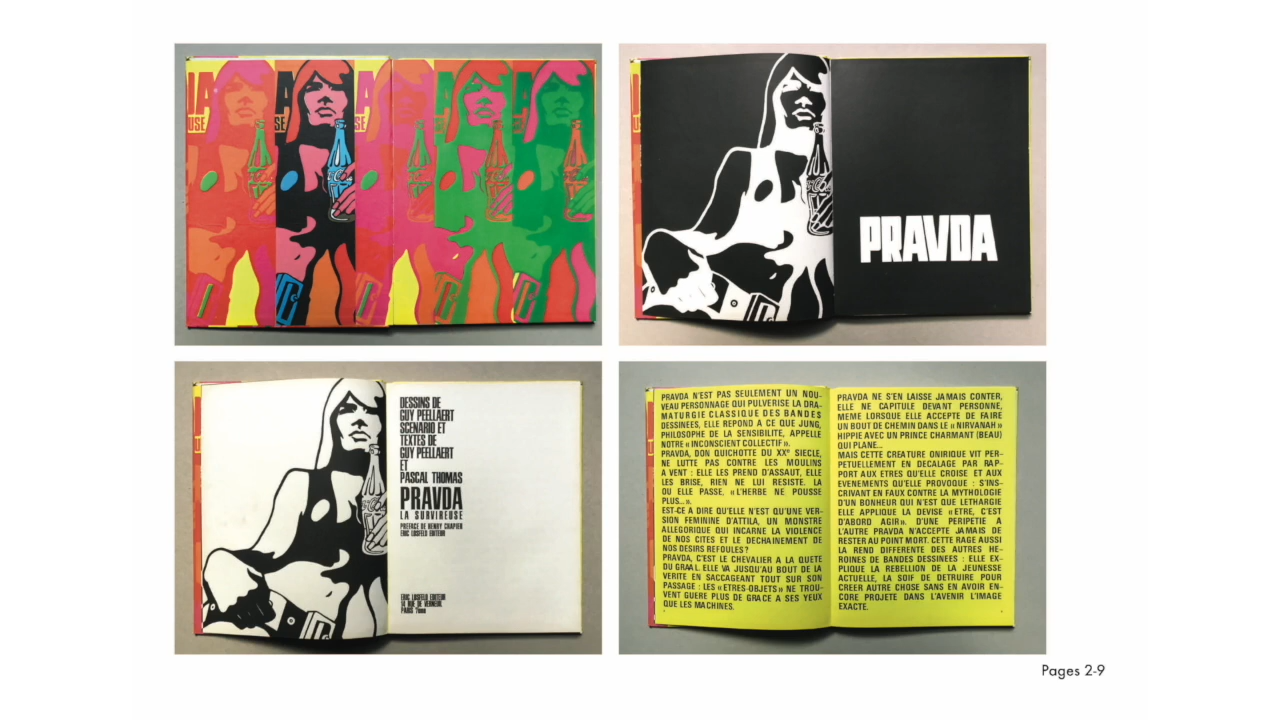 IA
USE
A
SE
A
SE
PRAVDA
DESSINS DE
GUY PEELLAERT
SCENARIO ET
TEXTES DE
GUY PEELLAERT
ET
PASCAL THOMAS
PRAVDA
LA SURVIREUSE
PREFACE DE HENRY CHAPIER
ERIC LOSFELD EDITEUR
ERIC LOSFELD EDITEUR
14 RUE DE VERNEUIL
PARIS 7eme
PRAVDA N'EST PAS SEULEMENT UN NOU-
VEAU PERSONNAGE QUI PULVERISE LA DRA-
MATURGIE CLASSIQUE DES BANDES
DESSINEES, ELLE REPOND A CE QUE JUNG,
PHILOSOPHE DE LA SENSIBILITE, APPELLE
NOTRE « INCONSCIENT COLLECTIF ».
PRAVDA, DON QUICHOTTE DU XXe SIECLE,
NE LUTTE PAS CONTRE LES MOULINS
A VENT : ELLE LES PREND D'ASSAUT, ELLE
LES BRISE, RIEN NE LUI RESISTE. LA
OU ELLE PASSE, « L'HERBE NE POUSSE
PLUS... ».
EST-CE A DIRE QU'ELLE N'EST QU'UNE VER-
SION FEMININE D'ATTILA, UN MONSTRE
ALLEGORIQUE QUI INCARNE LA VIOLENCE
DE NOS CITES ET LE DECHAINEMENT DE
NOS DESIRS REFOULES ?
PRAVDA, C'EST LE CHEVALIER A LA QUETE
DU GRAAL. ELLE VA JUSQU'AU BOUT DE LA
VERITE EN SACCAGEANT TOUT SUR SON
PASSAGE : LES « ETRES-OBJETS » NE TROU-
VENT GUERE PLUS DE GRACE A SES YEUX
QUE LES MACHINES.
PRAVDA NE S'EN LAISSE JAMAIS CONTER,
ELLE NE CAPITULE DEVANT PERSONNE,
MEME LORSQUE ELLE ACCEPTE DE FAIRE
UN BOUT DE CHEMIN DANS LE « NIRVANAH »
HIPPIE AVEC UN PRINCE CHARMANT (BEAU)
QUI PLANE...
MAIS CETTE CREATURE ONIRIQUE VIT PER-
PETUELLEMENT EN DECALAGE PAR RAP-
PORT AUX ETRES QU'ELLE CROISE ET AUX
EVENEMENTS QU'ELLE PROVOQUE : S'INS-
CRIVANT EN FAUX CONTRE LA MYTHOLOGIE
D'UN BONHEUR QUI N'EST QUE LETHARGIE
ELLE APPLIQUE LA DEVISE « ETRE, C'EST
D'ABORD AGIR ». D'UNE PERIPETIE A
L'AUTRE PRAVDA N'ACCEPTE JAMAIS DE
RESTER AU POINT MORT. CETTE RAGE AUSSI
LA REND DIFFERENTE DES AUTRES HE-
ROINES DE BANDES DESSINEES : ELLE EX-
PLIQUE LA REBELLION DE LA JEUNESSE
ACTUELLE, LA SOIF DE DETRUIRE POUR
CREER AUTRE CHOSE SANS EN AVOIR EN-
CORE PROJETE DANS L'AVENIR L'IMAGE
EXACTE.
Pages 2-9